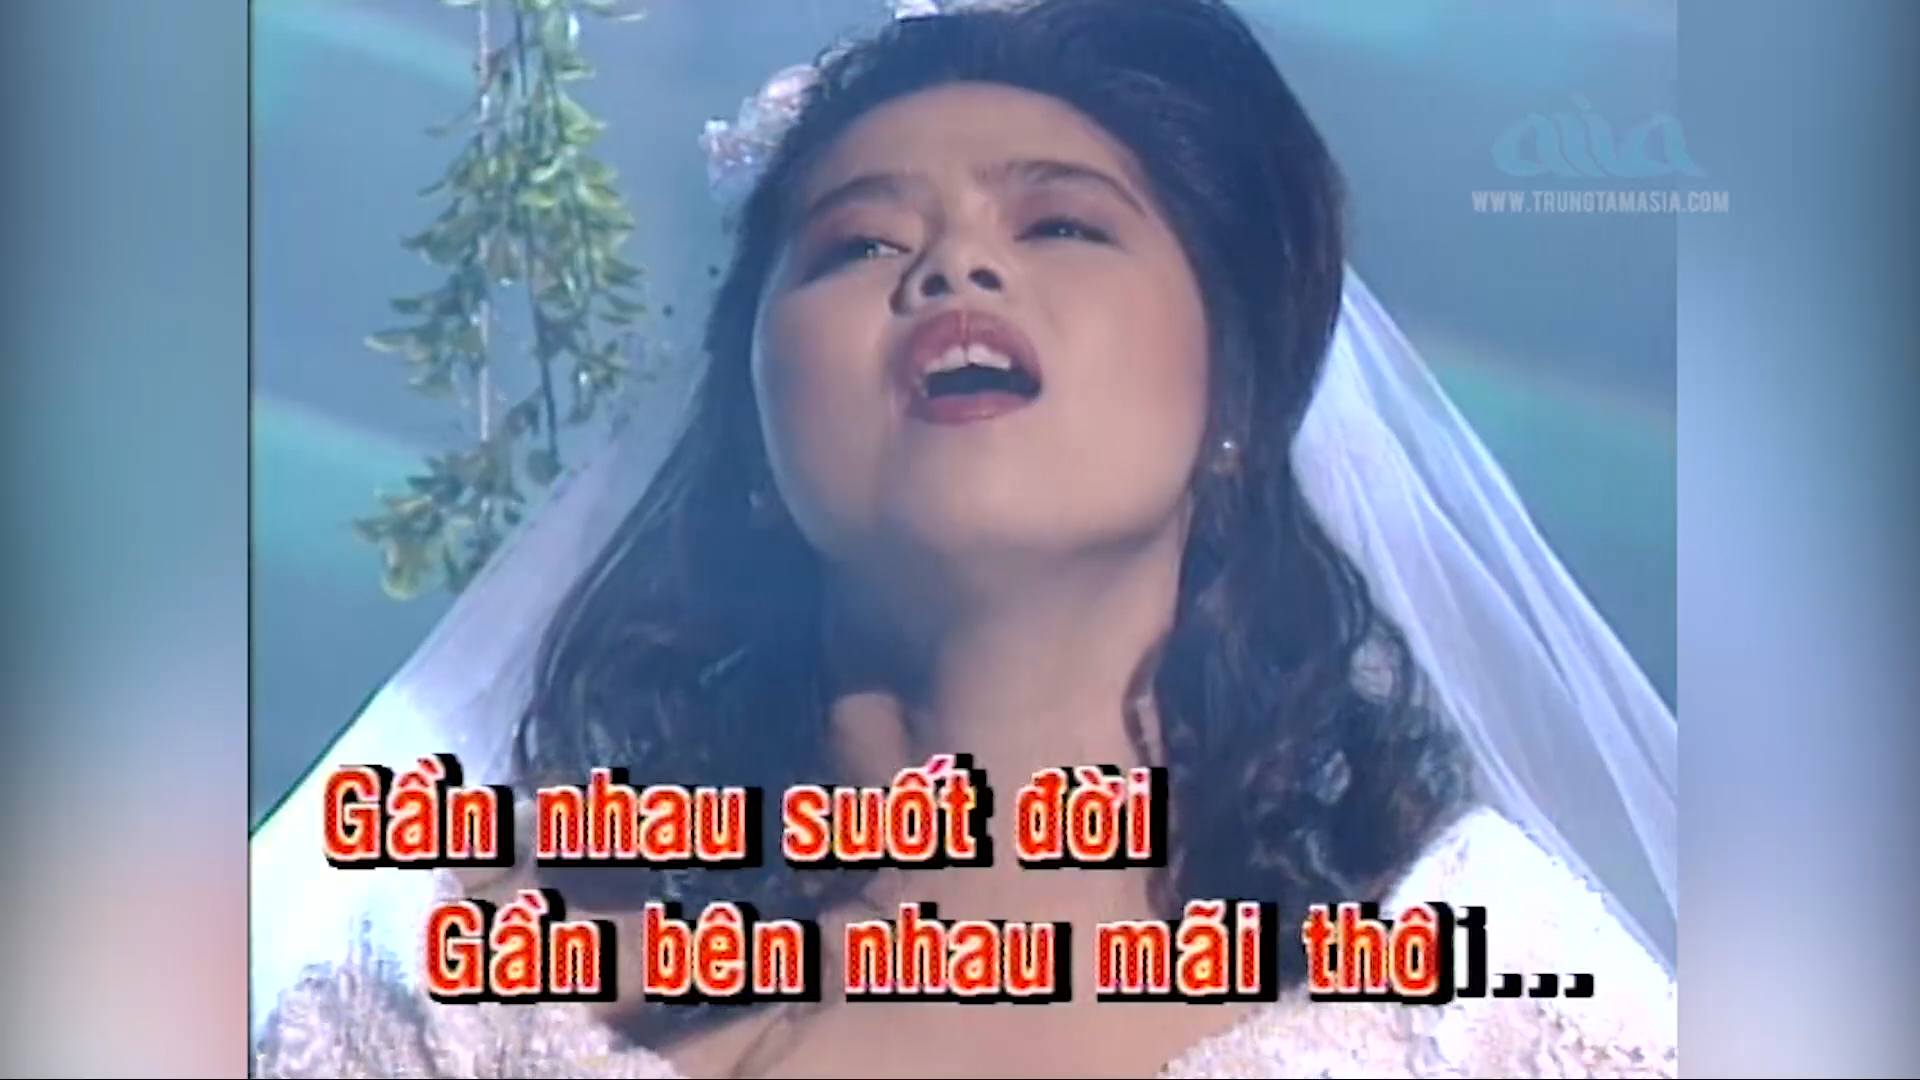 asia
WWW.TRUNGTAMASIA.COM
Gần nhau suốt đời
Gần bên nhau mãi thôi...